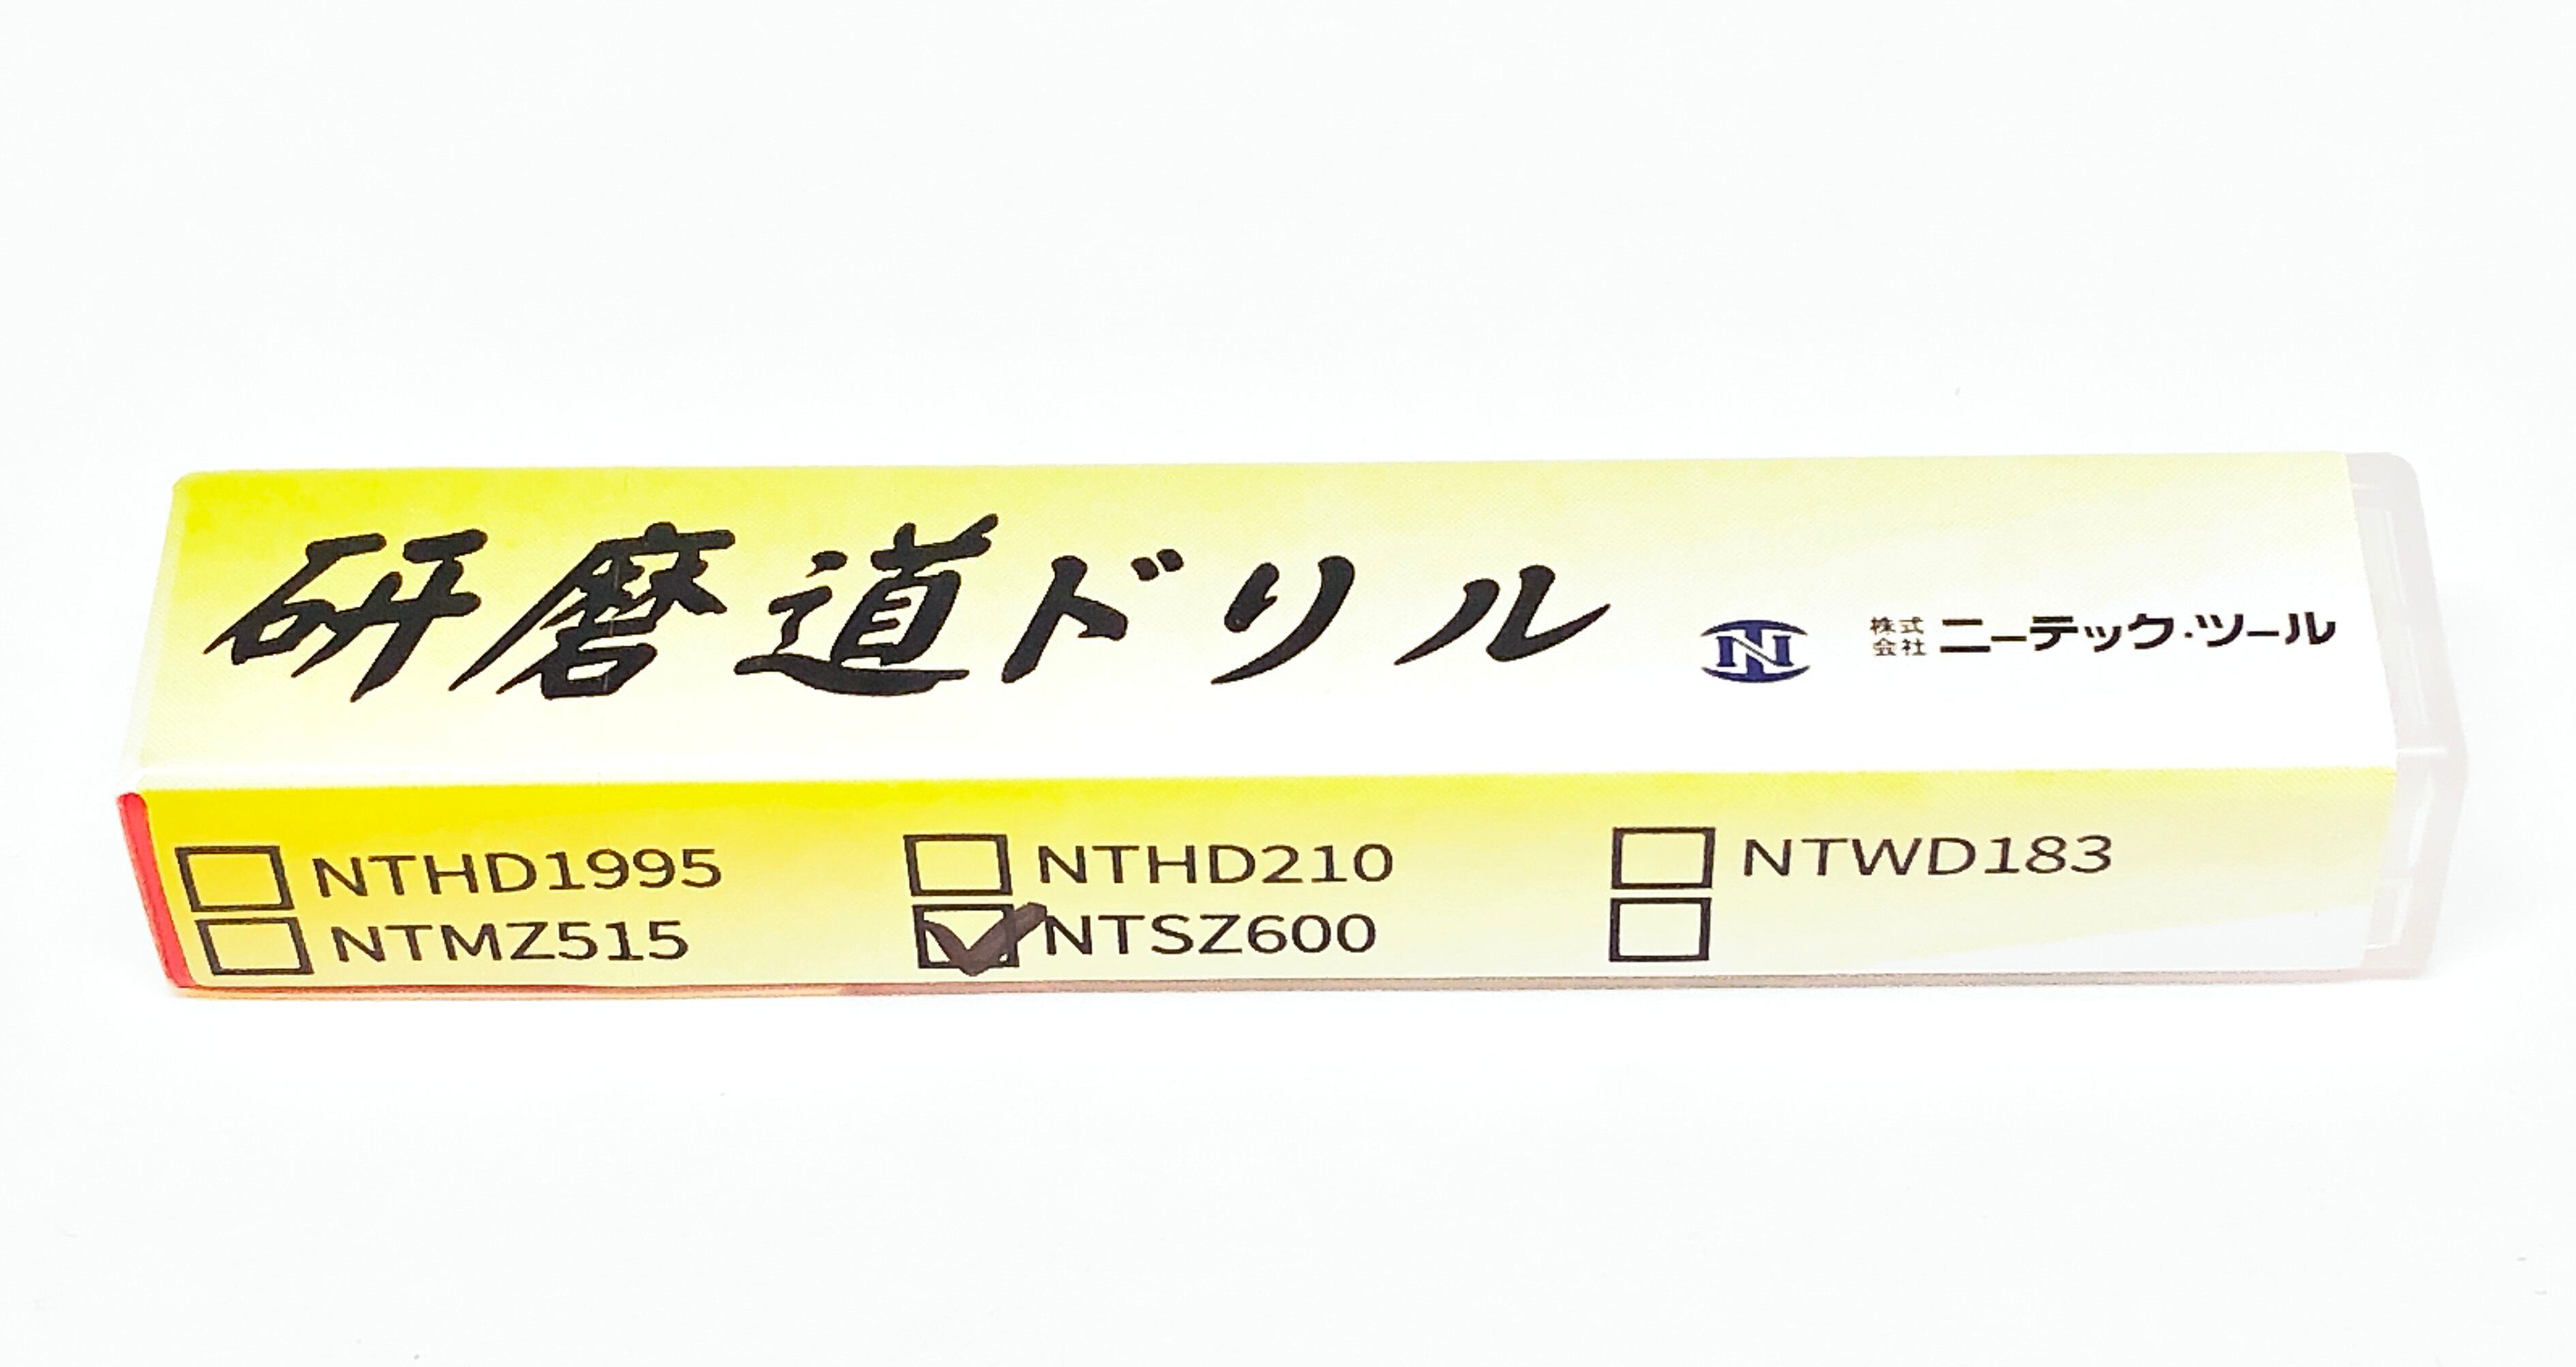 研磨道ドリル
N 株式会社 ニーテック・ツール
NTHD1995 NTHD210 NTWD183
NTMZ515 NTSZ600